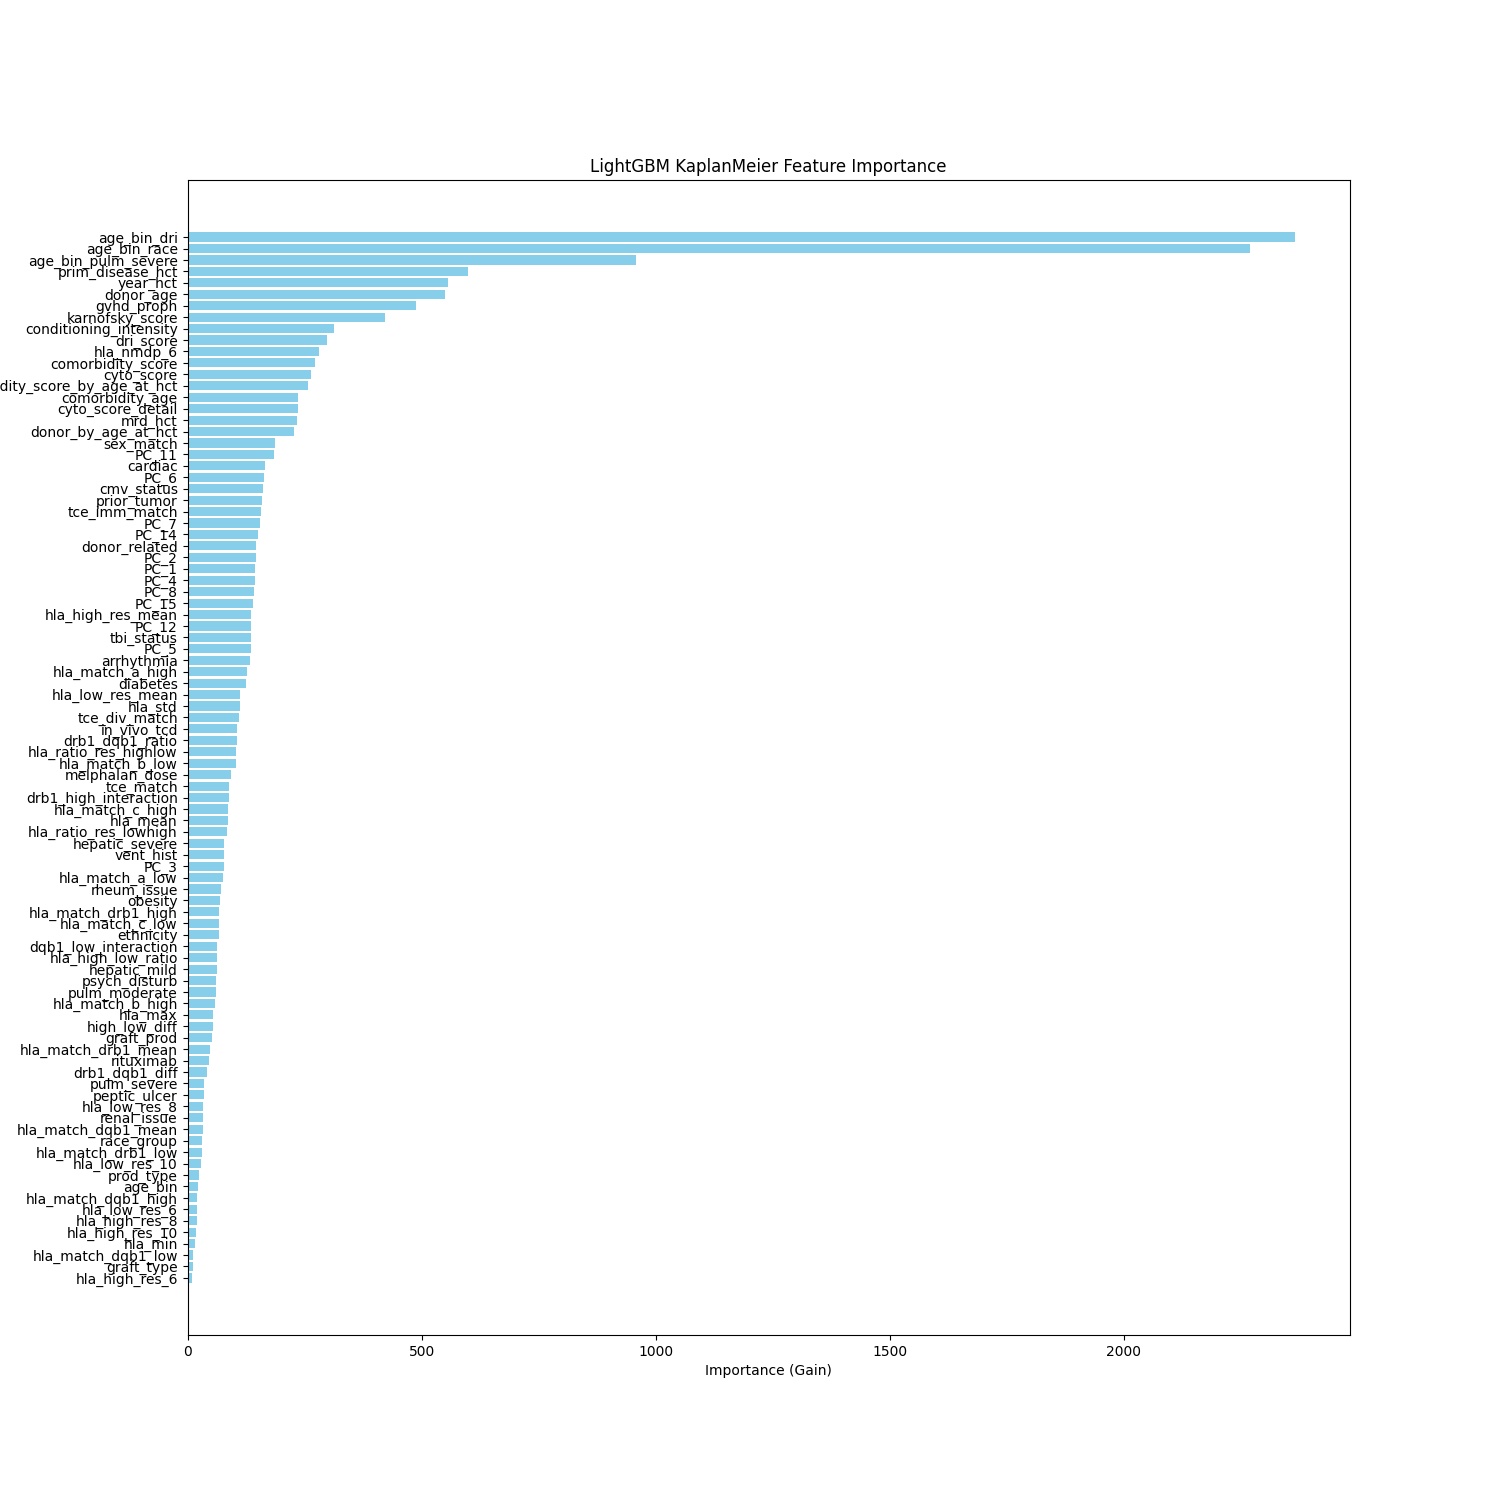 LightGBM KaplanMeier Feature Importance
age_bin_dri
age_bin_race
age_bin_pulm_severe
prim_disease_hct
year_hct
donor_age
gvhd_proph
karnofsky_score
conditioning_intensity
dri_score
hla_nmdp_6
comorbidity_score
cyto_score
dity_score_by_age_at_hct
comorbidity_age
cyto_score_detail
mrd_hct
donor_by_age_at_hct
sex_match
PC_11
cardiac
PC_6
cmv_status
prior_tumor
tce_imm_match
PC_7
PC_14
donor_related
PC_2
PC_1
PC_4
PC_8
PC_15
hla_high_res_mean
PC_12
tbi_status
PC_5
arrhythmia
hla_match_a_high
diabetes
hla_low_res_mean
hla_std
tce_div_match
in_vivo_tcd
drb1_dqb1_ratio
hla_ratio_res_highlow
hla_match_b_low
melphalan_dose
tce_match
drb1_high_interaction
hla_match_c_high
hla_mean
hla_ratio_res_lowhigh
hepatic_severe
vent_hist
PC_3
hla_match_a_low
rheum_issue
obesity
hla_match_drb1_high
hla_match_c_low
ethnicity
dqb1_low_interaction
hla_high_low_ratio
hepatic_mild
psych_disturb
pulm_moderate
hla_match_b_high
hla_max
high_low_diff
graft_prod
hla_match_drb1_mean
rituximab
drb1_dqb1_diff
pulm_severe
peptic_ulcer
hla_low_res_8
renal_issue
hla_match_dqb1_mean
race_group
hla_match_drb1_low
hla_low_res_10
prod_type
age_bin
hla_match_dqb1_high
hla_low_res_6
hla_high_res_8
hla_high_res_10
hla_min
hla_match_dqb1_low
graft_type
hla_high_res_6
0 500 1000 1500 2000
Importance (Gain)